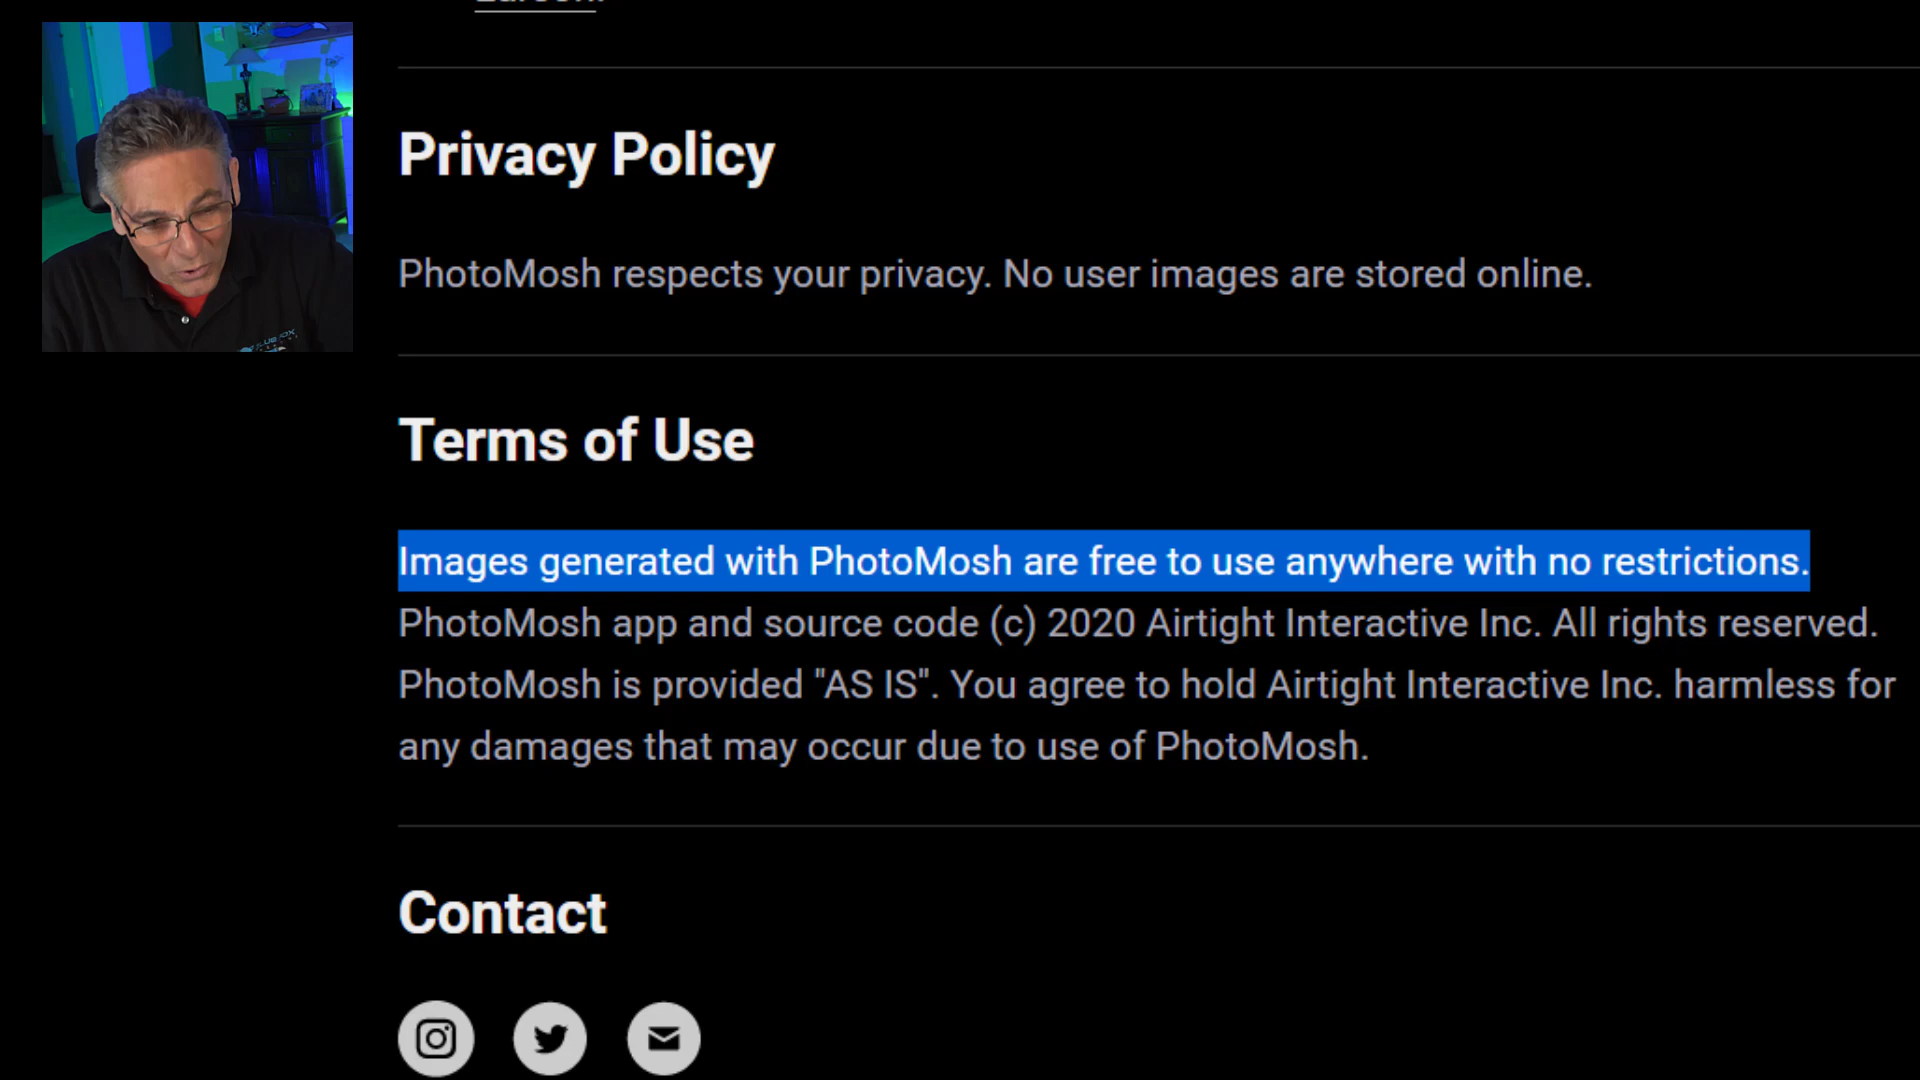 Privacy Policy
PhotoMosh respects your privacy. No user images are stored online.
Terms of Use
Images generated with PhotoMosh are free to use anywhere with no restrictions.
PhotoMosh app and source code (c) 2020 Airtight Interactive Inc. All rights reserved.
PhotoMosh is provided "AS IS". You agree to hold Airtight Interactive Inc. harmless for
any damages that may occur due to use of PhotoMosh.
Contact